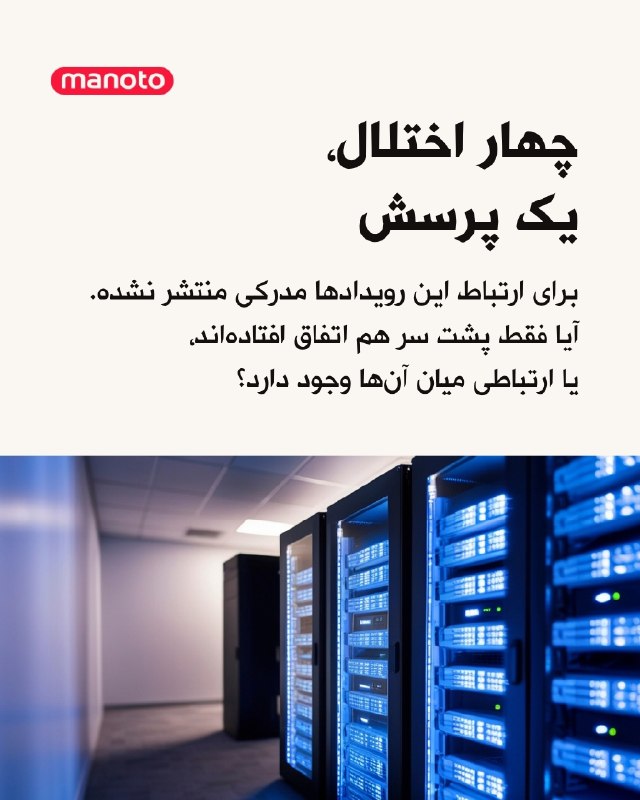 manoto
چهار اختلال،
یک پرسش
برای ارتباط این رویدادها مدرکی منتشر نشده.
آیا فقط پشت سر هم اتفاق افتاده‌اند،
یا ارتباطی میان آن‌ها وجود دارد؟